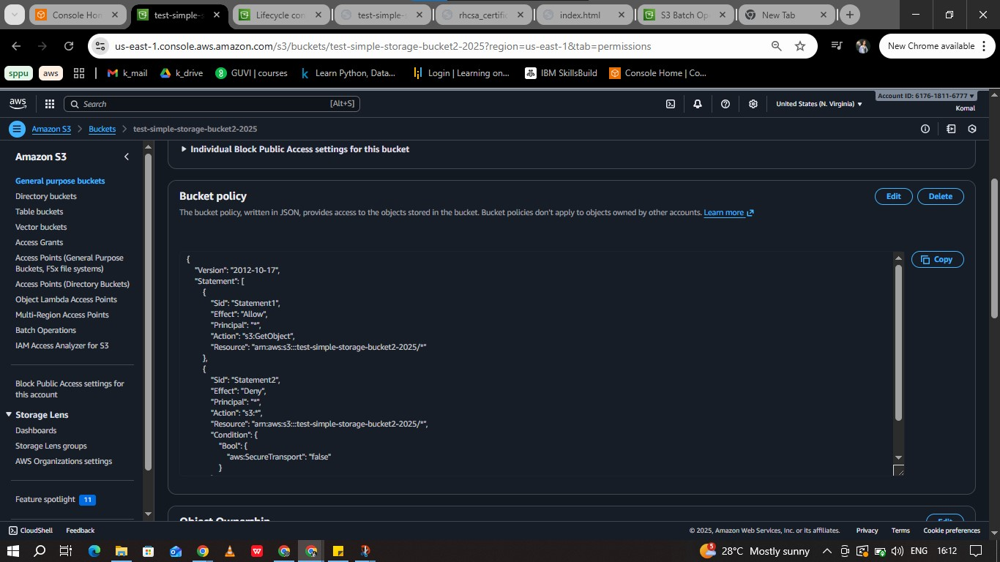 Console Hom
test-simple-s
Lifecycle con
test-simple-
rhcsa_certific
index.html
S3 Batch Op
New Tab
us-east-1.console.aws.amazon.com/s3/buckets/test-simple-storage-bucket2-2025?region=us-east-1&tab=permissions
New Chrome available
sppu
aws
k_mail
k_drive
GUVI | courses
Learn Python, Data...
Login | Learning on...
IBM SkillsBuild
Console Home | Co...
aws
Search
[Alt+S]
United States (N. Virginia) ▼
Account ID: 6176-1811-6777 ▼
Komal
Amazon S3 > Buckets > test-simple-storage-bucket2-2025
Amazon S3
General purpose buckets
Directory buckets
Table buckets
Vector buckets
Access Grants
Access Points (General Purpose
Buckets, FSx file systems)
Access Points (Directory Buckets)
Object Lambda Access Points
Multi-Region Access Points
Batch Operations
IAM Access Analyzer for S3
Block Public Access settings for
this account
Storage Lens
Dashboards
Storage Lens groups
AWS Organizations settings
Feature spotlight 11
Individual Block Public Access settings for this bucket
Bucket policy
Edit
Delete
The bucket policy, written in JSON, provides access to the objects stored in the bucket. Bucket policies don't apply to objects owned by other accounts. Learn more
Copy
{
"Version": "2012-10-17",
"Statement": [
{
"Sid": "Statement1",
"Effect": "Allow",
"Principal": "*",
"Action": "s3:GetObject",
"Resource": "arn:aws:s3:::test-simple-storage-bucket2-2025/*"
},
{
"Sid": "Statement2",
"Effect": "Deny",
"Principal": "*",
"Action": "s3:*",
"Resource": "arn:aws:s3:::test-simple-storage-bucket2-2025/*",
"Condition": {
"Bool": {
"aws:SecureTransport": "false"
}
Object Ownership
Edit
CloudShell
Feedback
© 2025, Amazon Web Services, Inc. or its affiliates.
Privacy
Terms
Cookie preferences
5
28°C Mostly sunny
ENG
16:12